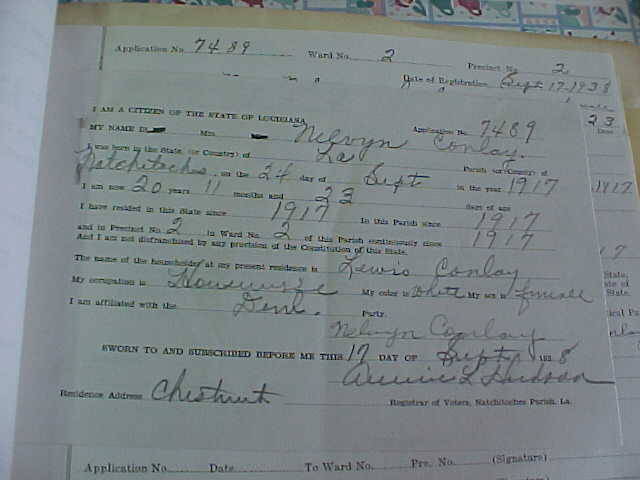 Application No. 7489 Ward No. 2 Precinct No. 2
Date of Registration Sept 17-1938
I AM A CITIZEN OF THE STATE OF LOUISIANA. Application No. 7489
MY NAME IS Mrs. Nelvyn Conlay.
I was born in the State (or Country) of La Parish (or County) of
Natchitoches, on the 24 day of Sept in the year 1917
I am now 20 years 11 months and 23 days of age
I have resided in this State since 1917 In this Parish since 1917
and in Precinct No. 2 in Ward No. 2 of this Parish continuously since 1917
And I am not disfranchised by any provision of the Constitution of this State.
The name of the householder at my present residence is Lewis Conlay
My occupation is Housewife My color is White My sex is female
I am affiliated with the Dem. Party.
Nelvyn Conlay
SWORN TO AND SUBSCRIBED BEFORE ME THIS 17 DAY OF Sept 1938
L Hudson
Residence Address Chestnut Registrar of Voters, Natchitoches Parish, La.
Application No. Date To Ward No. Pre. No. (Signature)